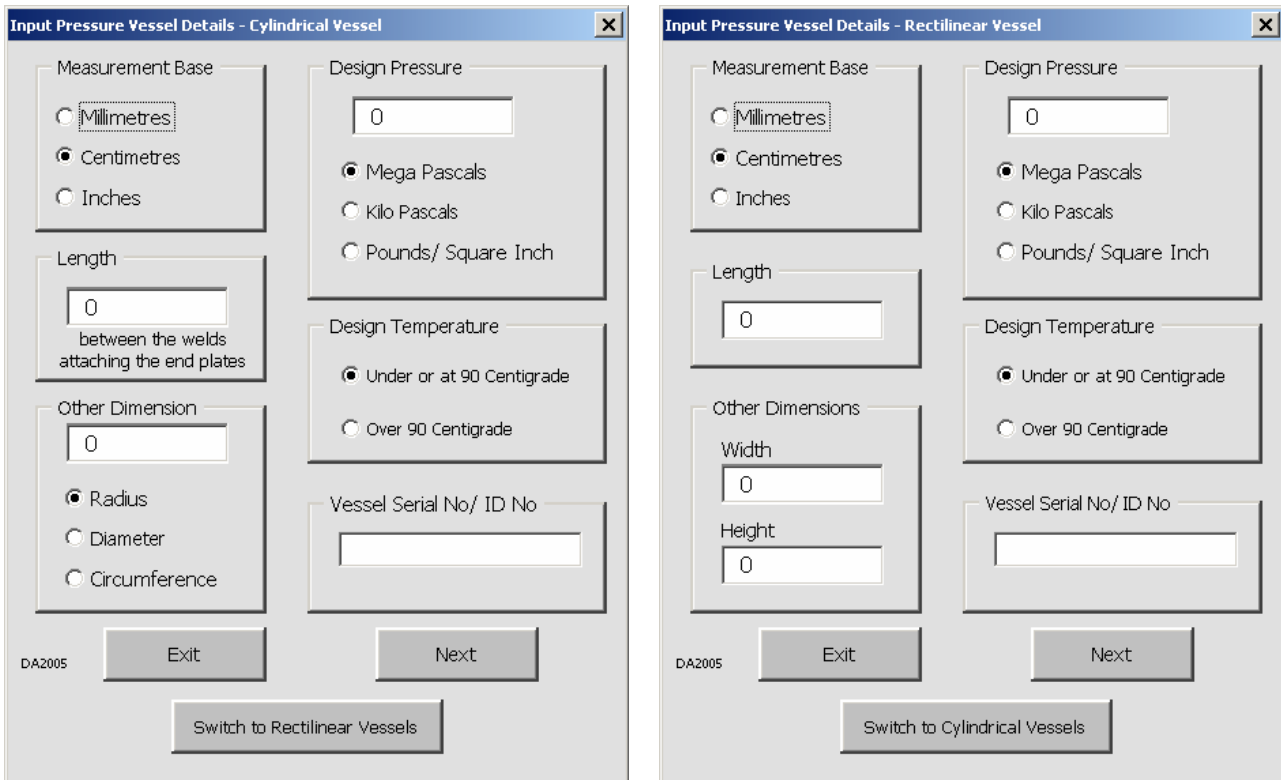 Input Pressure Vessel Details - Cylindrical Vessel
Measurement Base
Millimetres
Centimetres
Inches
Length
0
between the welds
attaching the end plates
Other Dimension
0
Radius
Diameter
Circumference
Design Pressure
0
Mega Pascals
Kilo Pascals
Pounds/ Square Inch
Design Temperature
Under or at 90 Centigrade
Over 90 Centigrade
Vessel Serial No/ ID No
DA2005
Exit
Next
Switch to Rectilinear Vessels
Input Pressure Vessel Details - Rectilinear Vessel
Measurement Base
Millimetres
Centimetres
Inches
Length
0
Other Dimensions
Width
0
Height
0
Design Pressure
0
Mega Pascals
Kilo Pascals
Pounds/ Square Inch
Design Temperature
Under or at 90 Centigrade
Over 90 Centigrade
Vessel Serial No/ ID No
DA2005
Exit
Next
Switch to Cylindrical Vessels